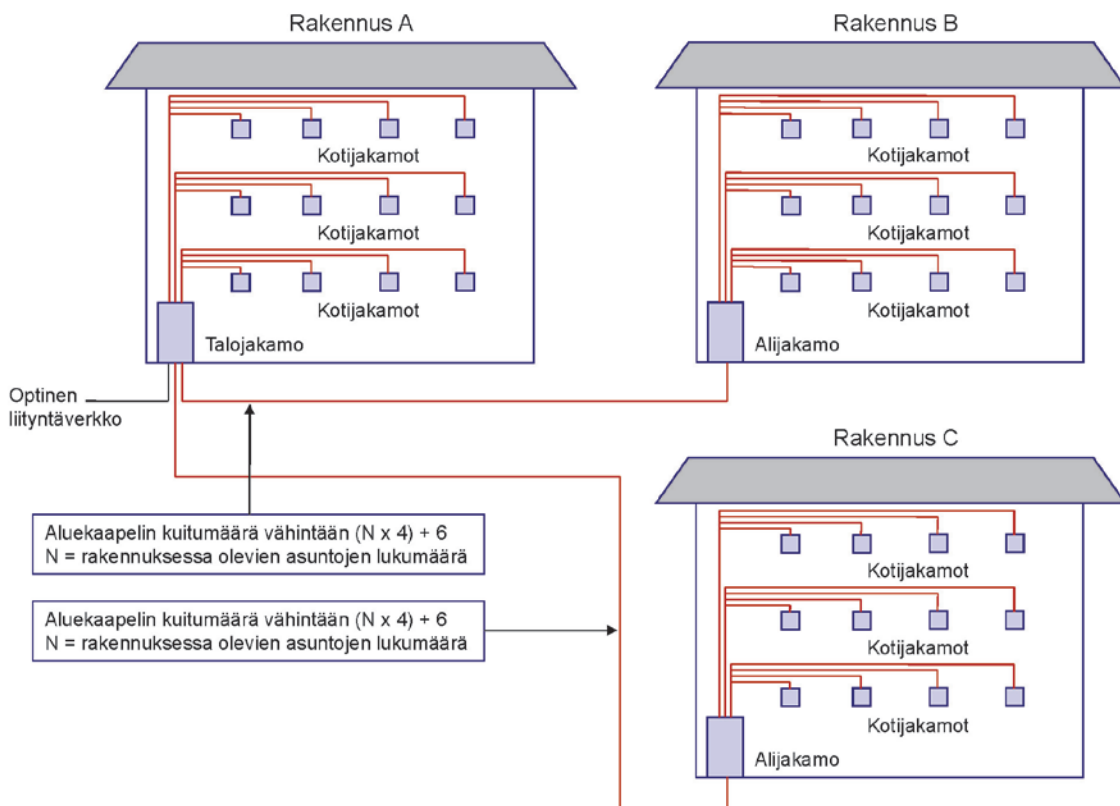 Rakennus A
Rakennus B
Kotijakamot
Kotijakamot
Kotijakamot
Kotijakamot
Kotijakamot
Kotijakamot
Talojakamo
Alijakamo
Optinen
liityntäverkko
Rakennus C
Aluekaapelin kuitumäärä vähintään (N x 4) + 6
N = rakennuksessa olevien asuntojen lukumäärä
Aluekaapelin kuitumäärä vähintään (N x 4) + 6
N = rakennuksessa olevien asuntojen lukumäärä
Kotijakamot
Kotijakamot
Kotijakamot
Alijakamo